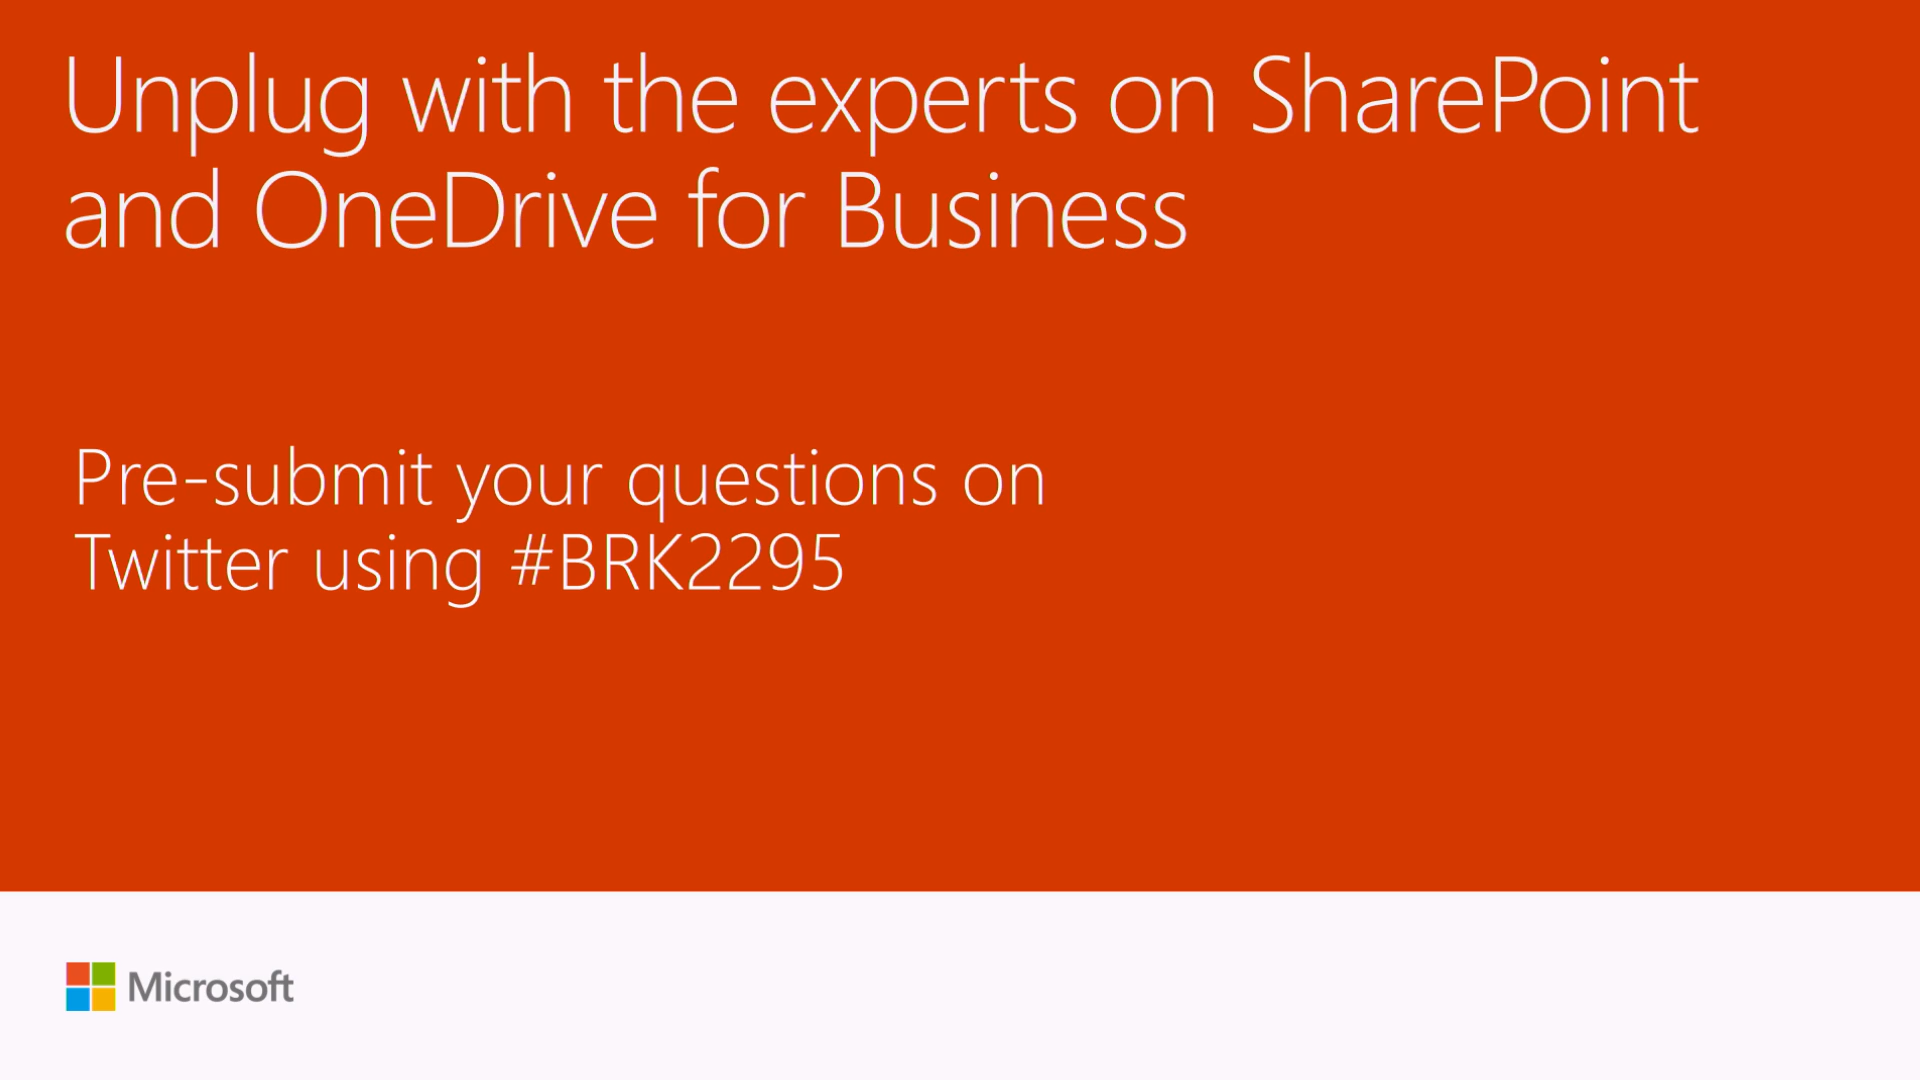 Unplug with the experts on SharePoint
and OneDrive for Business
Pre-submit your questions on
Twitter using #BRK2295
Microsoft